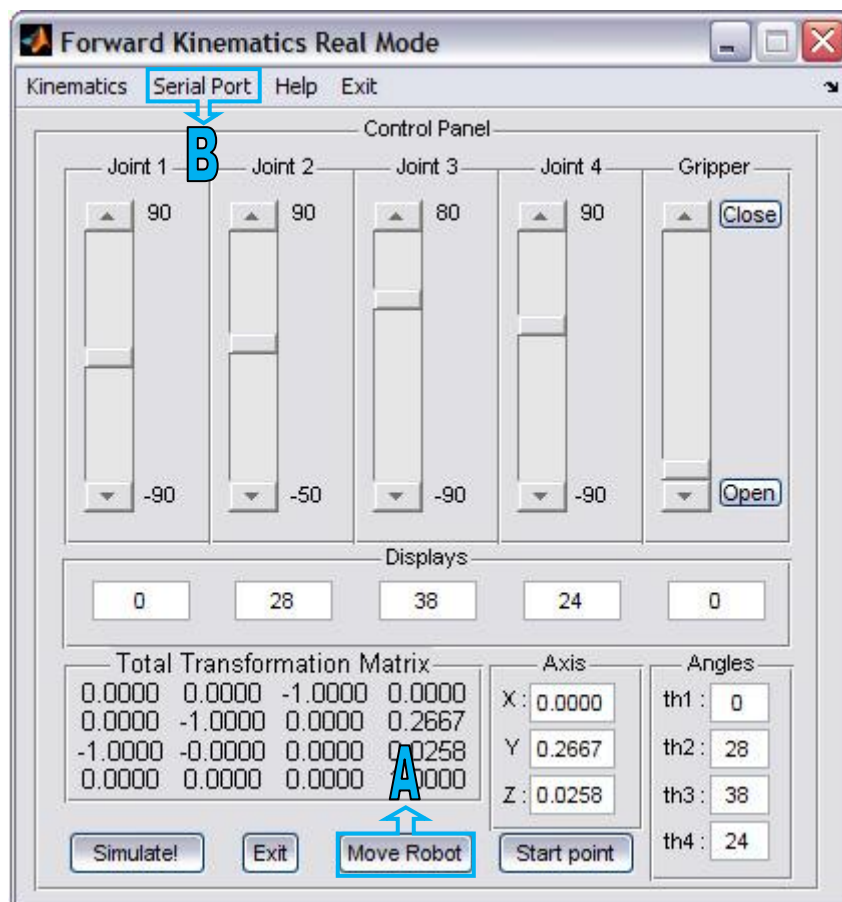 Forward Kinematics Real Mode
Kinematics Serial Port Help Exit
B
Control Panel
Joint 1 Joint 2 Joint 3 Joint 4 Gripper
90 90 80 90 Close
-90 -50 -90 -90 Open
Displays
0 28 38 24 0
Total Transformation Matrix
0.0000 0.0000 -1.0000 0.0000
0.0000 -1.0000 0.0000 0.2667
-1.0000 -0.0000 0.0000 0.0258
0.0000 0.0000 0.0000
A
Axis
X : 0.0000
Y 0.2667
Z : 0.0258
Angles
th1 : 0
th2 : 28
th3 : 38
th4 : 24
Simulate! Exit Move Robot Start point